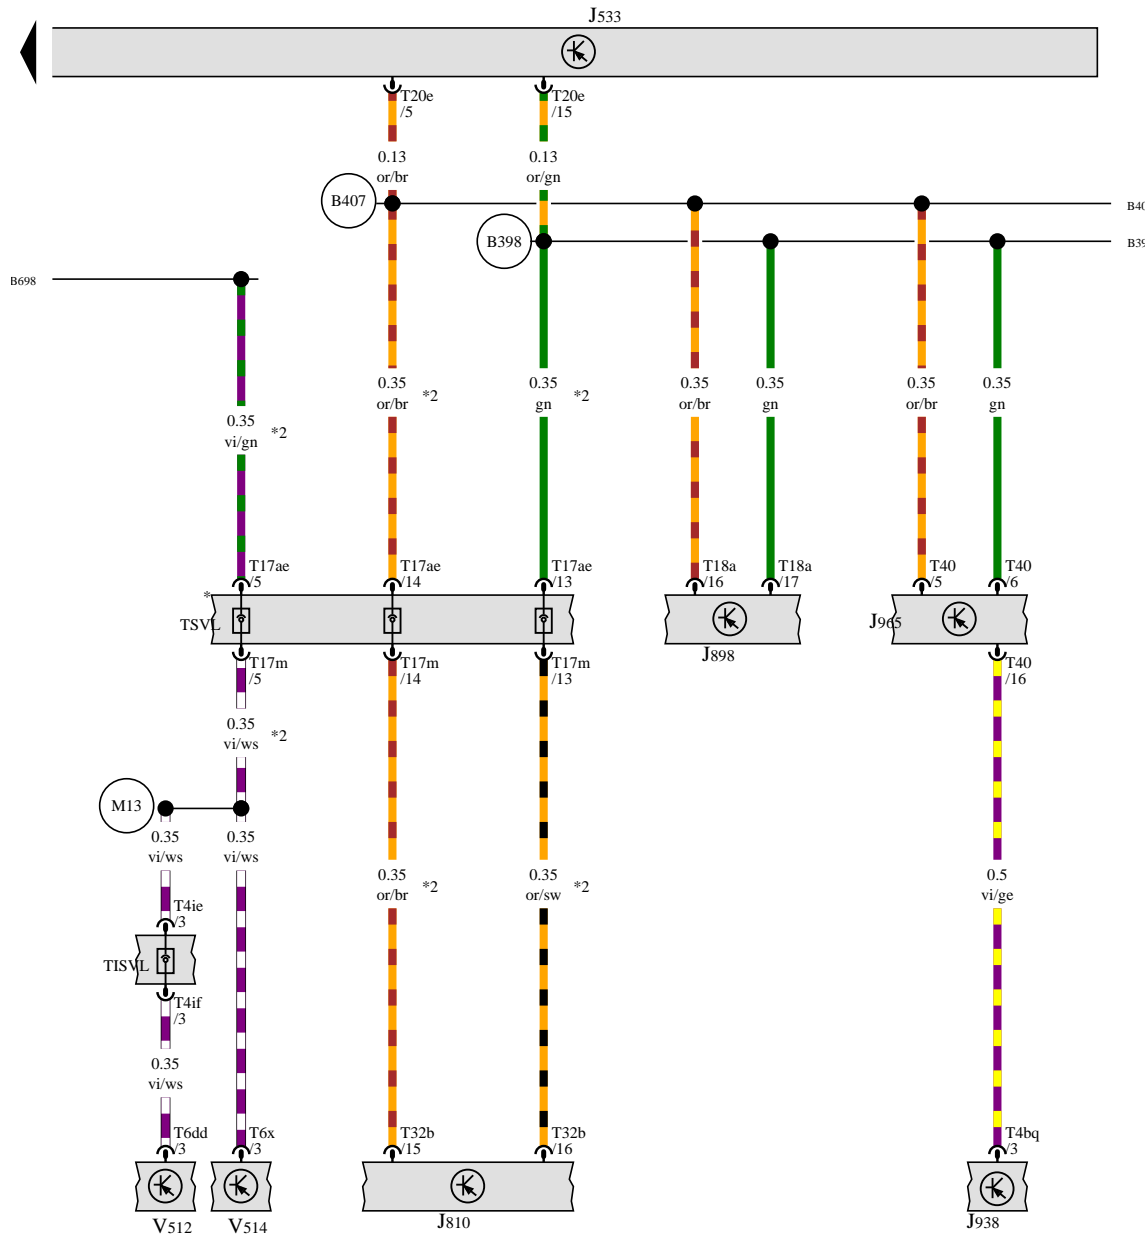 J533
T20e
/5
T20e
/15
0.13
or/br
0.13
or/gn
B407
B398
B698
0.35
vi/gn
*2
0.35
or/br
*2
0.35
gn
*2
0.35
or/br
0.35
gn
0.35
or/br
0.35
gn
T17ae
/5
T17ae
/14
T17ae
/13
T18a
/16
T18a
/17
T40
/5
T40
/6
*
TSVL
J898
J965
T17m
/5
T17m
/14
T17m
/13
T40
/16
0.35
vi/ws
*2
M13
0.35
vi/ws
0.35
vi/ws
0.35
or/br
*2
0.35
or/sw
*2
0.5
vi/ge
T4ie
/3
TISVL
T4if
/3
0.35
vi/ws
T6dd
/3
T6x
/3
T32b
/15
T32b
/16
T4bq
/3
V512
V514
J810
J938